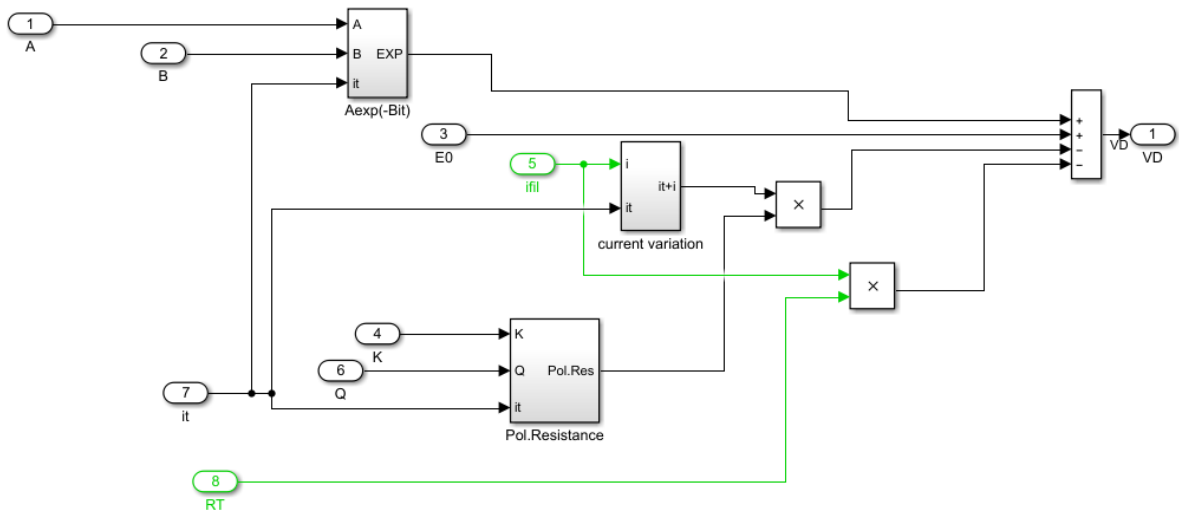 1
A
2
B
A
B
it
EXP
Aexp(-Bit)
3
E0
5
ifil
i
it
it+i
current variation
×
×
+
+
−
−
VD
1
VD
4
K
6
Q
K
Q
it
Pol.Res
Pol.Resistance
7
it
8
RT